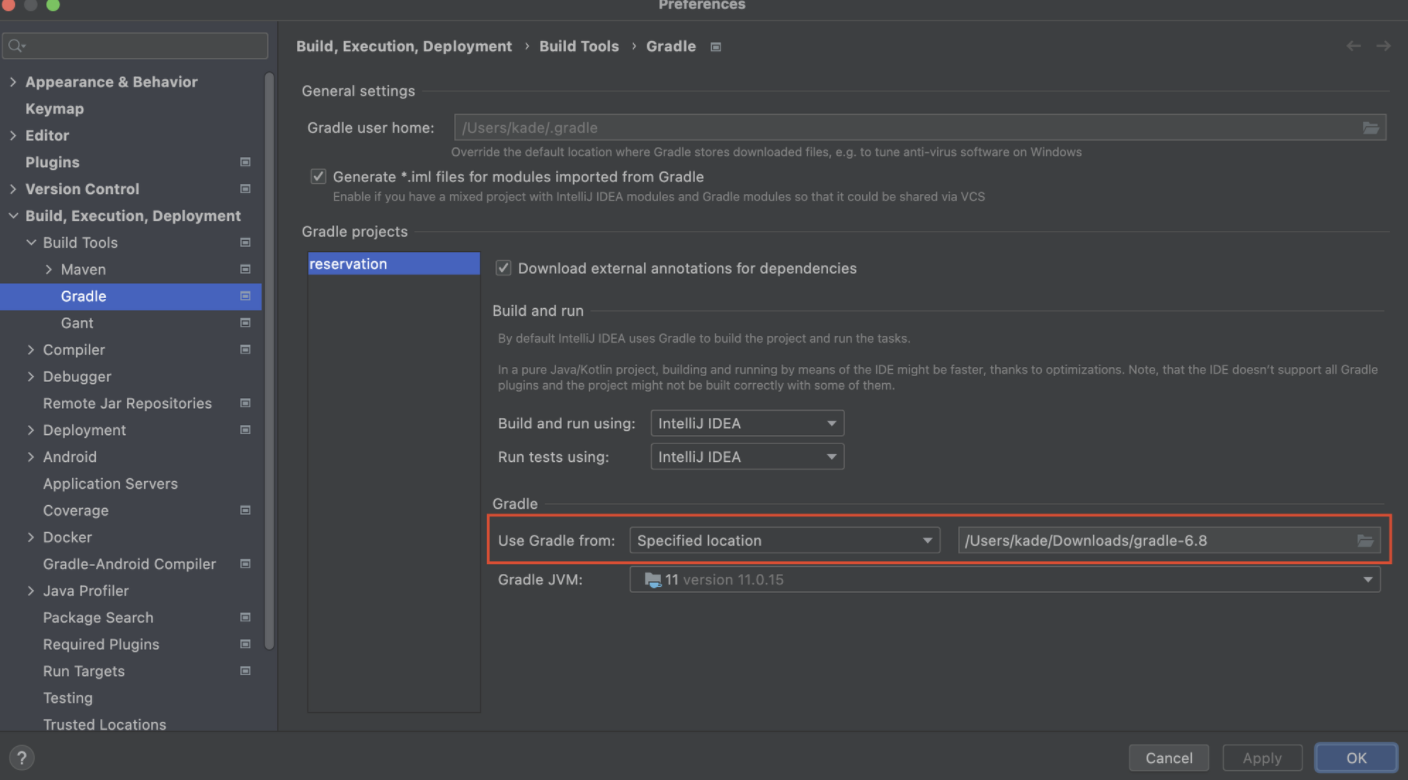 Preferences
Appearance & Behavior
Keymap
Editor
Plugins
Version Control
Build, Execution, Deployment
Build Tools
Maven
Gradle
Gant
Compiler
Debugger
Remote Jar Repositories
Deployment
Android
Application Servers
Coverage
Docker
Gradle-Android Compiler
Java Profiler
Package Search
Required Plugins
Run Targets
Testing
Trusted Locations
Build, Execution, Deployment › Build Tools › Gradle
General settings
Gradle user home: /Users/kade/.gradle
Override the default location where Gradle stores downloaded files, e.g. to tune anti-virus software on Windows
Generate *.iml files for modules imported from Gradle
Enable if you have a mixed project with IntelliJ IDEA modules and Gradle modules so that it could be shared via VCS
Gradle projects
reservation
Download external annotations for dependencies
Build and run
By default IntelliJ IDEA uses Gradle to build the project and run the tasks.
In a pure Java/Kotlin project, building and running by means of the IDE might be faster, thanks to optimizations. Note, that the IDE doesn't support all Gradle
plugins and the project might not be built correctly with some of them.
Build and run using: IntelliJ IDEA
Run tests using: IntelliJ IDEA
Gradle
Use Gradle from: Specified location /Users/kade/Downloads/gradle-6.8
Gradle JVM: 11 version 11.0.15
? Cancel Apply OK